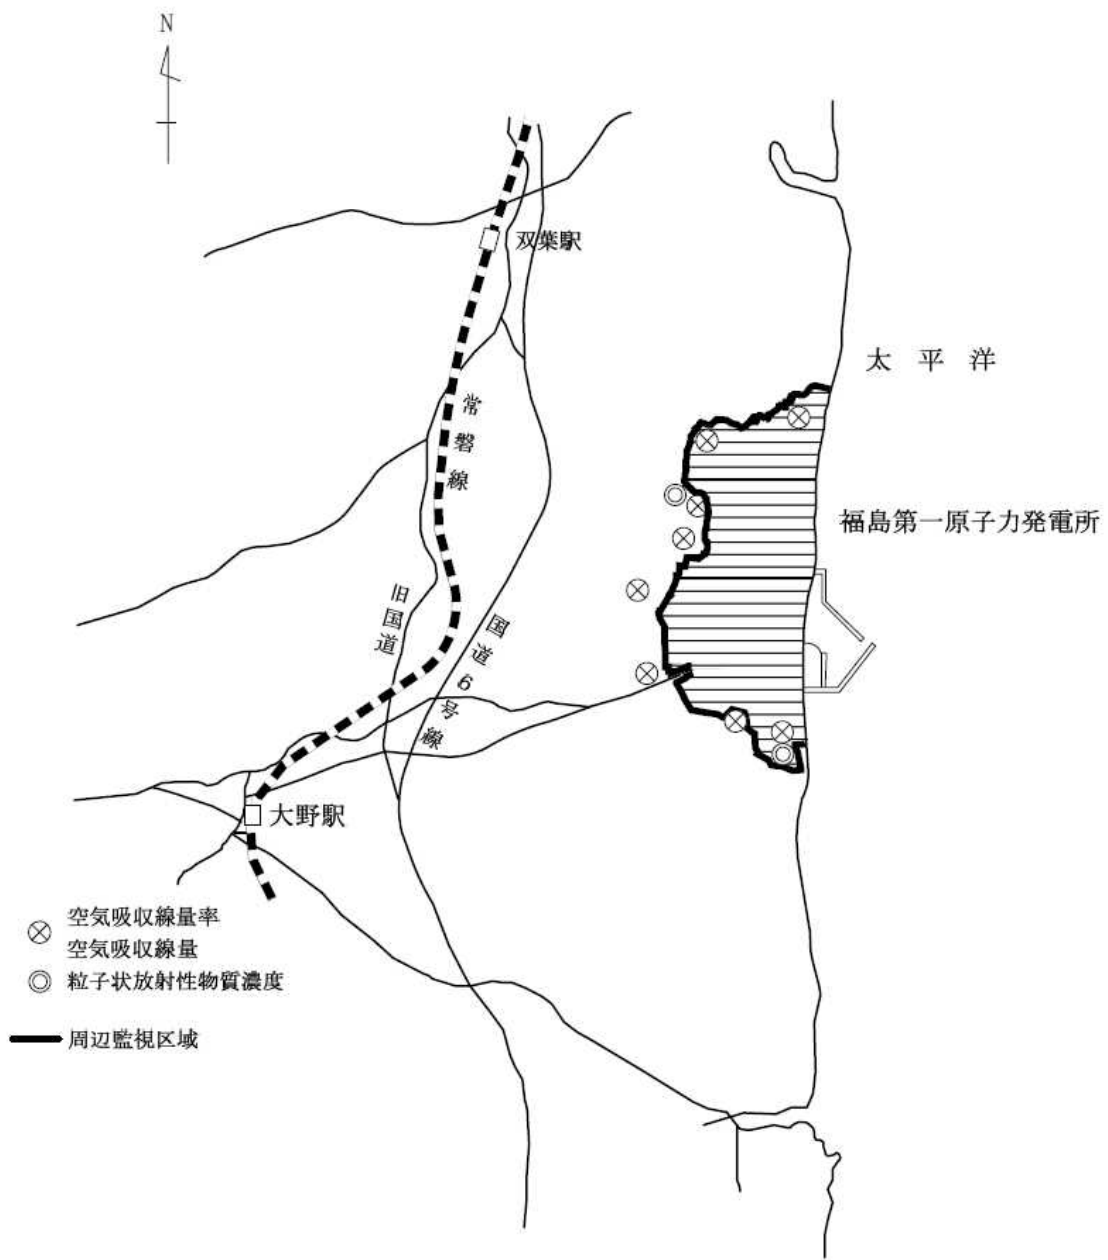 N
双葉駅
太平洋
常磐線
福島第一原子力発電所
旧国道
国道6号線
大野駅
空気吸収線量率
空気吸収線量
粒子状放射性物質濃度
周辺監視区域